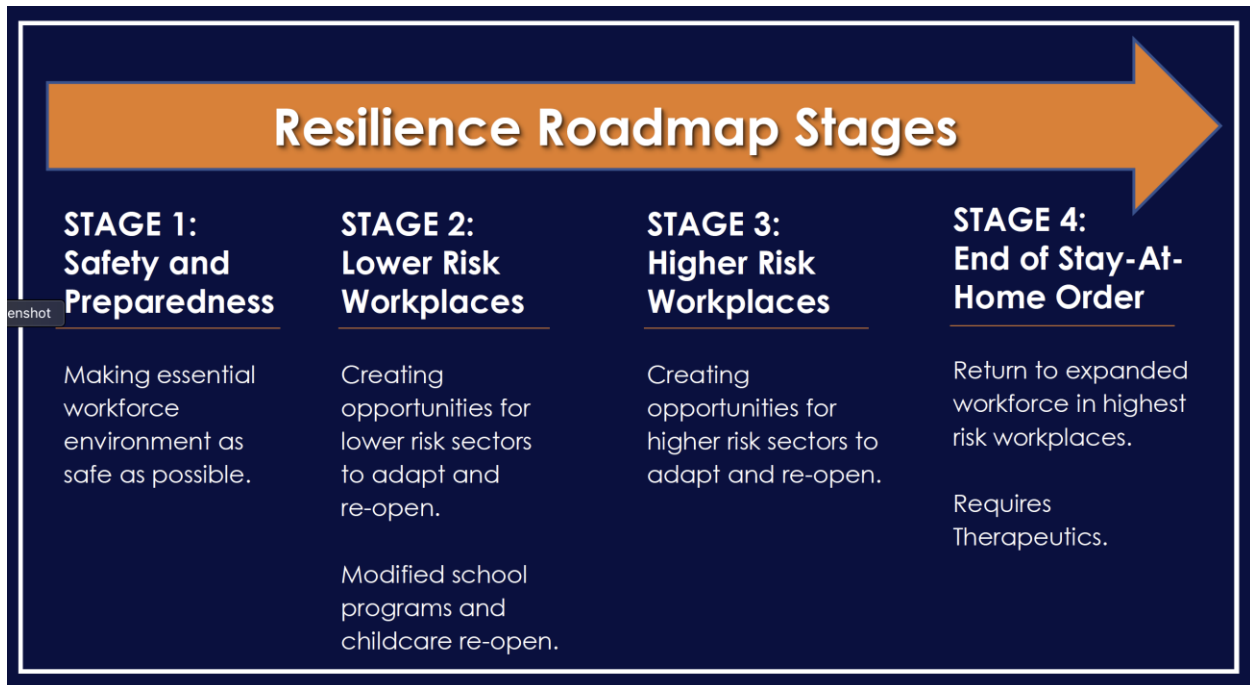 Resilience Roadmap Stages
STAGE 1:
Safety and
Preparedness
enshot
Making essential
workforce
environment as
safe as possible.
STAGE 2:
Lower Risk
Workplaces
Creating
opportunities for
lower risk sectors
to adapt and
re-open.
Modified school
programs and
childcare re-open.
STAGE 3:
Higher Risk
Workplaces
Creating
opportunities for
higher risk sectors to
adapt and re-open.
STAGE 4:
End of Stay-At-
Home Order
Return to expanded
workforce in highest
risk workplaces.
Requires
Therapeutics.